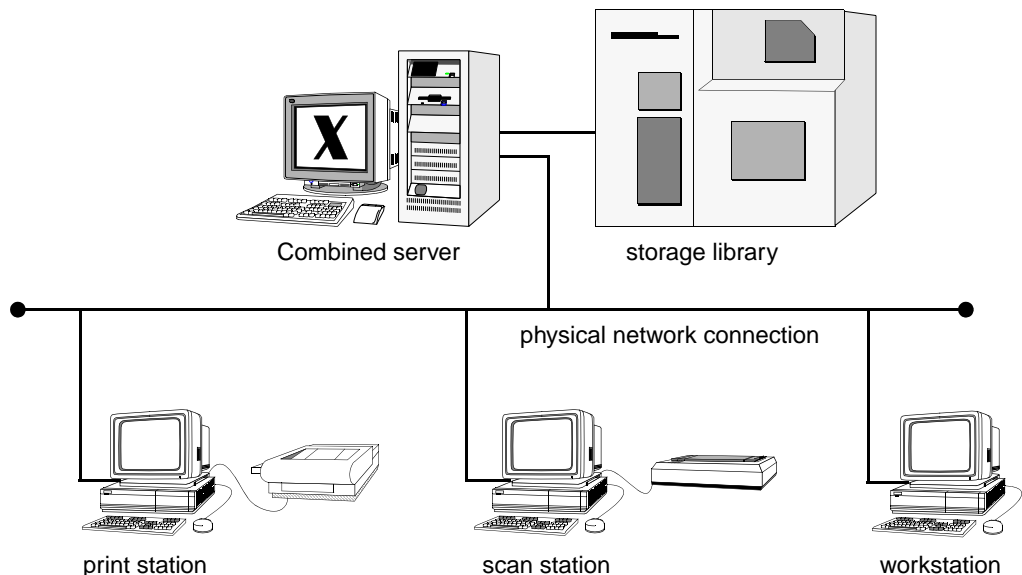 X
Combined server
storage library
physical network connection
print station
scan station
workstation